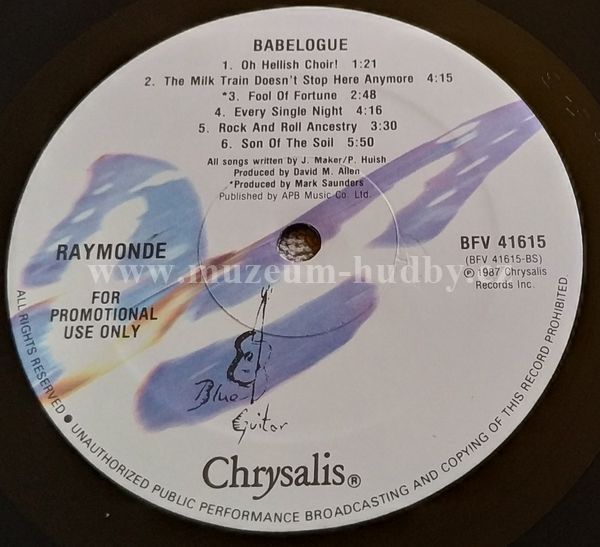 BABELOGUE
1. Oh Hellish Choir! 1:21
2. The Milk Train Doesn't Stop Here Anymore 4:15
*3. Fool Of Fortune 2:48
4. Every Single Night 4:16
5. Rock And Roll Ancestry 3:30
6. Son Of The Soil 5:50
All songs written by J. Maker/P. Huish
Produced by David M. Allen
*Produced by Mark Saunders
Published by APB Music Co. Ltd.
RAYMONDE
FOR
PROMOTIONAL
USE ONLY
BFV 41615
(BFV 41615-BS)
℗ 1987 Chrysalis
Records Inc.
www.muzeum-hudby.
Blue
Guitar
Chrysalis®
ALL RIGHTS RESERVED. ● UNAUTHORIZED PUBLIC PERFORMANCE BROADCASTING AND COPYING OF THIS RECORD PROHIBITED.